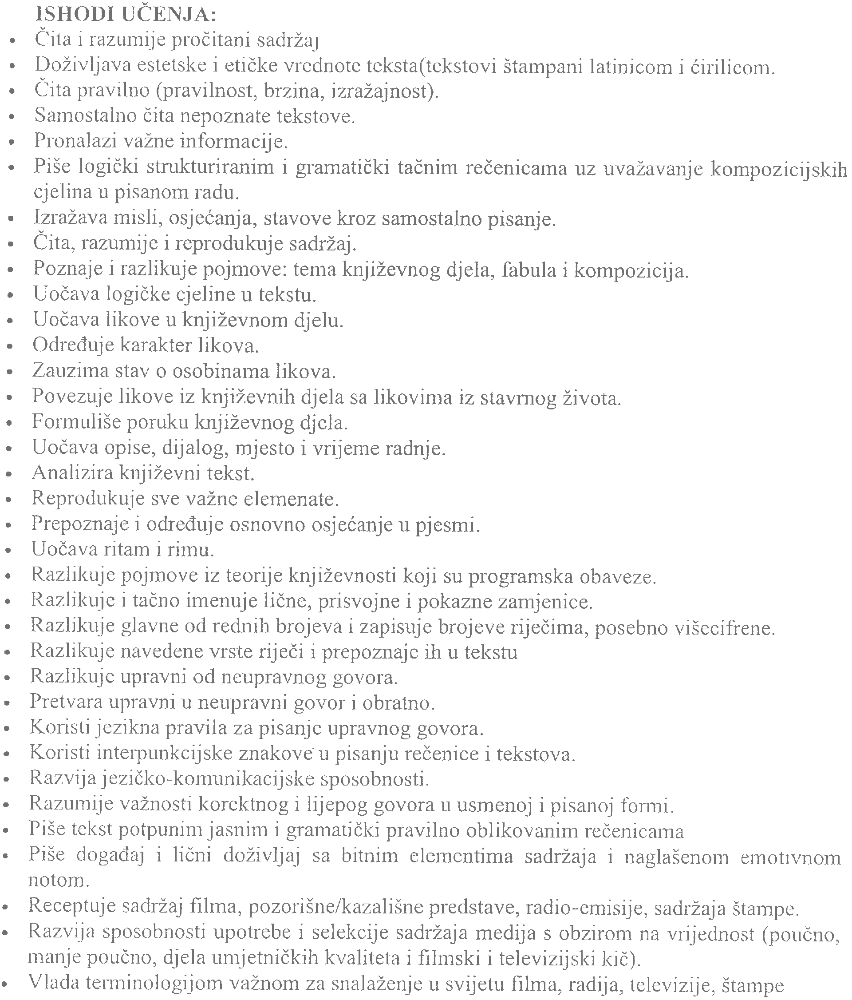 ISHODI UČENJA:
• Čita i razumije pročitani sadržaj
• Doživljava estetske i etičke vrednote teksta(tekstovi štampani latinicom i ćirilicom.
• Čita pravilno (pravilnost, brzina, izražajnost).
• Samostalno čita nepoznate tekstove.
• Pronalazi važne informacije.
• Piše logički strukturiranim i gramatički tačnim rečenicama uz uvažavanje kompozicijskih
cjelina u pisanom radu.
• Izražava misli, osjećanja, stavove kroz samostalno pisanje.
• Čita, razumije i reprodukuje sadržaj.
• Poznaje i razlikuje pojmove: tema književnog djela, fabula i kompozicija.
• Uočava logičke cjeline u tekstu.
• Uočava likove u književnom djelu.
• Određuje karakter likova.
• Zauzima stav o osobinama likova.
• Povezuje likove iz književnih djela sa likovima iz stavrnog života.
• Formuliše poruku književnog djela.
• Uočava opise, dijalog, mjesto i vrijeme radnje.
• Analizira književni tekst.
• Reprodukuje sve važne elemenate.
• Prepoznaje i određuje osnovno osjećanje u pjesmi.
• Uočava ritam i rimu.
• Razlikuje pojmove iz teorije književnosti koji su programska obaveze.
• Razlikuje i tačno imenuje lične, prisvojne i pokazne zamjenice.
• Razlikuje glavne od rednih brojeva i zapisuje brojeve riječima, posebno višecifrene.
• Razlikuje navedene vrste riječi i prepoznaje ih u tekstu
• Razlikuje upravni od neupravnog govora.
• Pretvara upravni u neupravni govor i obratno.
• Koristi jezikna pravila za pisanje upravnog govora.
• Koristi interpunkcijske znakove u pisanju rečenice i tekstova.
• Razvija jezičko-komunikacijske sposobnosti.
• Razumije važnosti korektnog i lijepog govora u usmenoj i pisanoj formi.
• Piše tekst potpunim jasnim i gramatički pravilno oblikovanim rečenicama
• Piše događaj i lični doživljaj sa bitnim elementima sadržaja i naglašenom emotivnom
notom.
• Receptuje sadržaj filma, pozorišne/kazališne predstave, radio-emisije, sadržaja štampe.
• Razvija sposobnosti upotrebe i selekcije sadržaja medija s obzirom na vrijednost (poučno,
manje poučno, djela umjetničkih kvaliteta i filmski i televizijski kič).
• Vlada terminologijom važnom za snalaženje u svijetu filma, radija, televizije, štampe